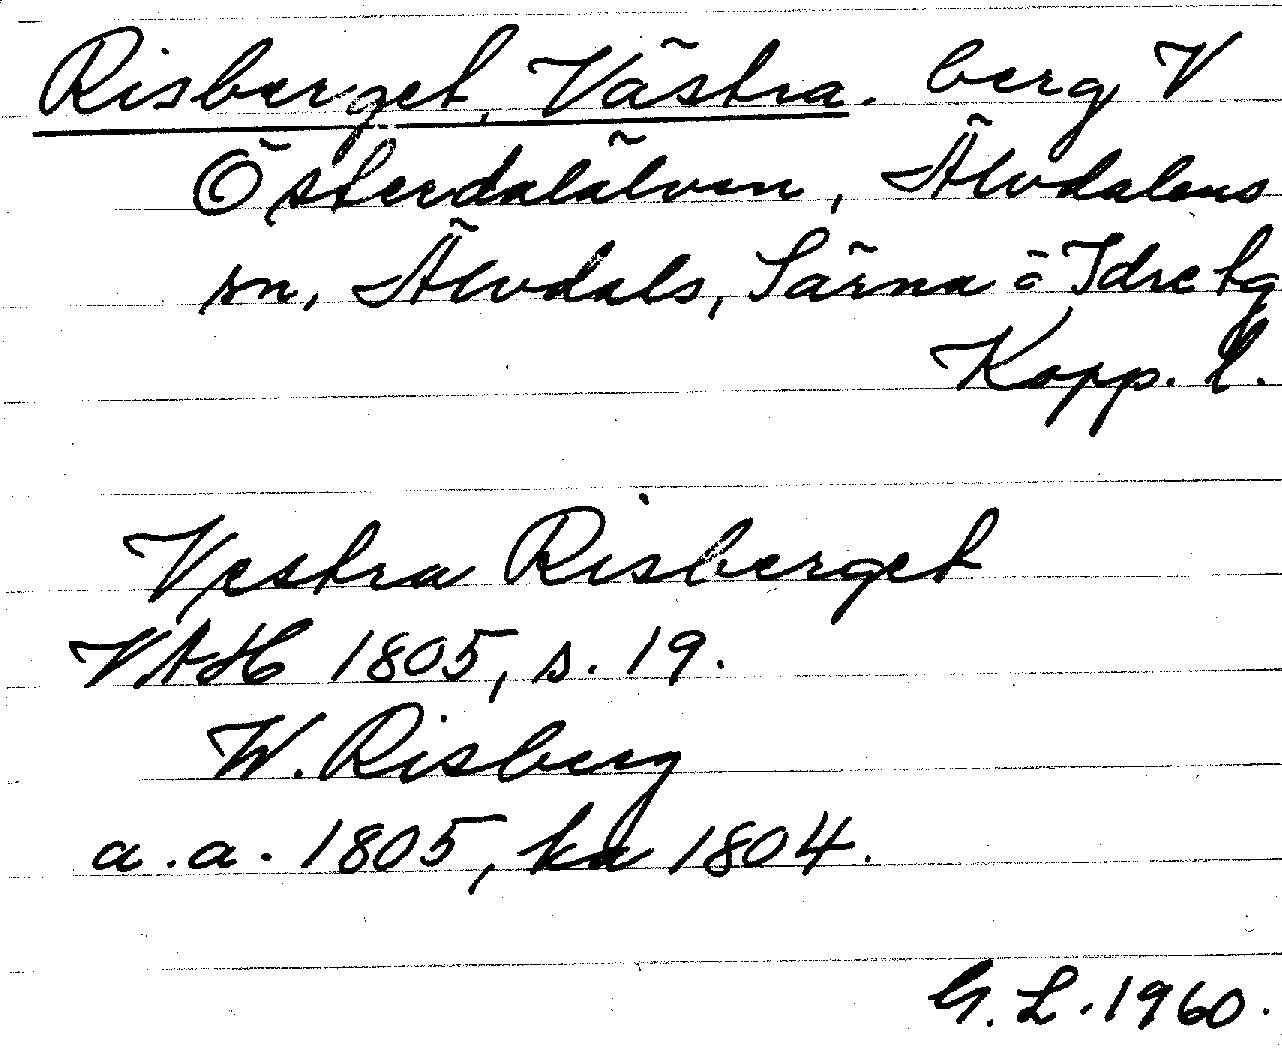 Risberget, Västra. berg V
Österdalälven, Älvdalens
sn, Älvdals, Särna o Idre tg
Kopp. l.
Vestra Risberget
VAH 1805, s. 19.
W. Risberg
a.a. 1805, ka 1804.
G. L. 1960.